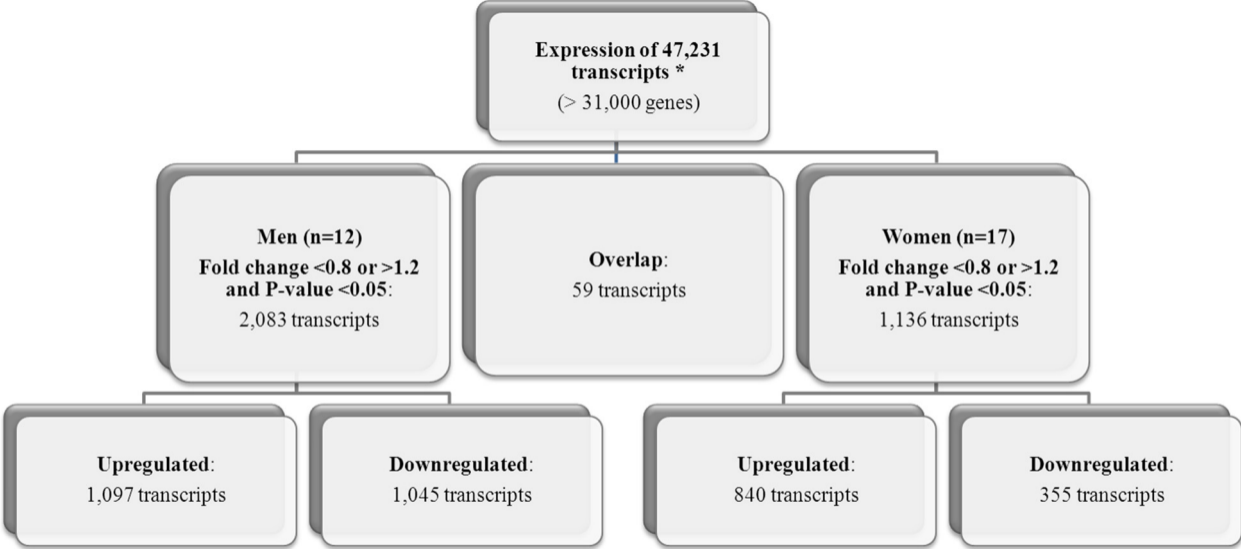 Expression of 47,231
transcripts *
(> 31,000 genes)
Men (n=12)
Fold change <0.8 or >1.2
and P-value <0.05:
2,083 transcripts
Overlap:
59 transcripts
Women (n=17)
Fold change <0.8 or >1.2
and P-value <0.05:
1,136 transcripts
Upregulated:
1,097 transcripts
Downregulated:
1,045 transcripts
Upregulated:
840 transcripts
Downregulated:
355 transcripts